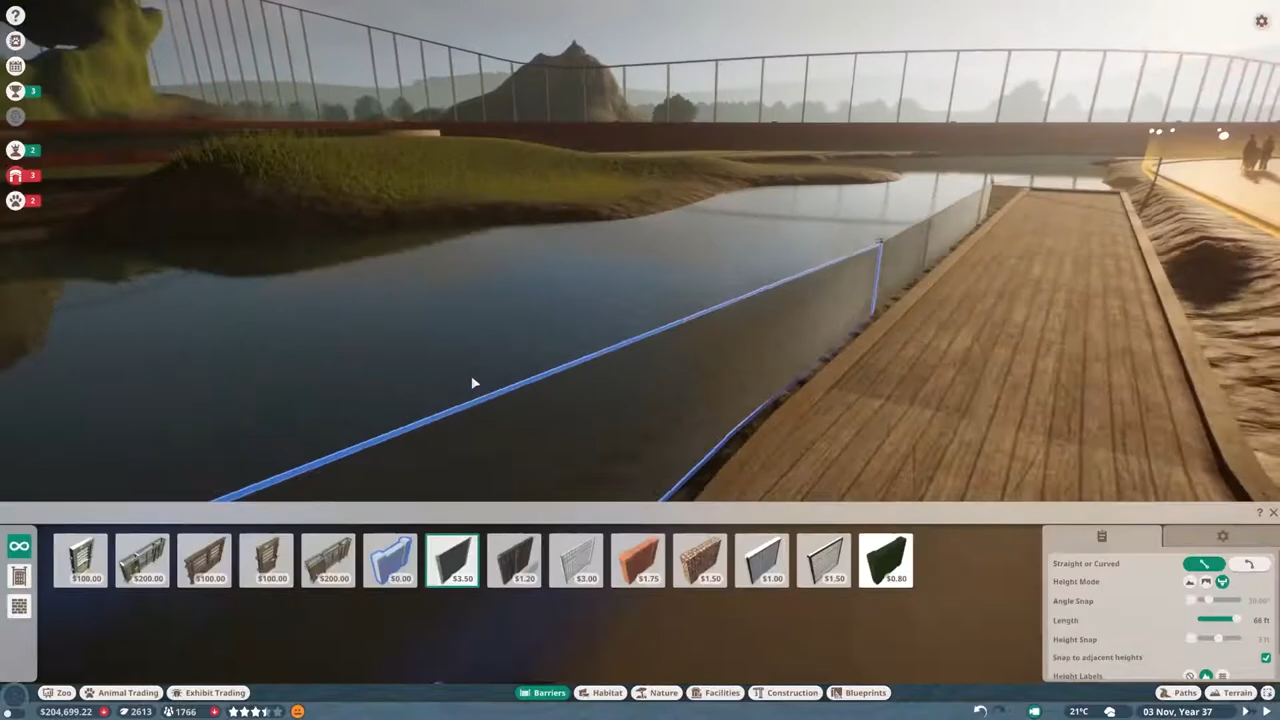 ?
3
2
3
2
?
$100.00 $200.00 $100.00 $100.00 $200.00 $0.00 $3.50 $1.20 $3.00 $1.75 $1.50 $1.00 $1.50 $0.80
Straight or Curved
Height Mode
Angle Snap
Length 66 ft
Height Snap 3 ft
Snap to adjacent heights
Height Labels
Zoo Animal Trading Exhibit Trading Barriers Habitat Nature Facilities Construction Blueprints Paths Terrain
$204,699.22 2613 1766 21°C 03 Nov, Year 37